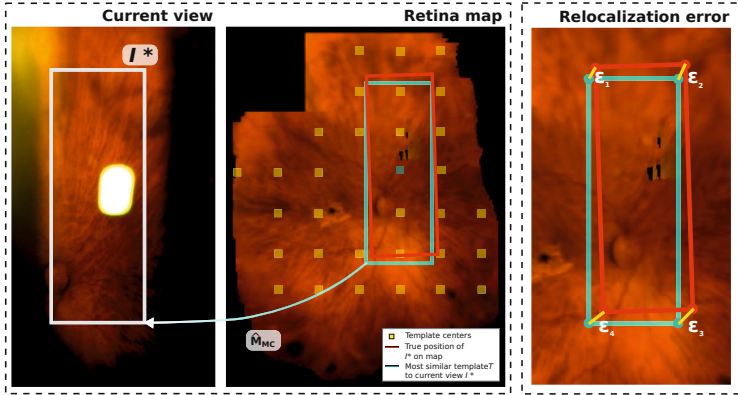 Current view
Retina map
Relocalization error
I *
ε₁
ε₂
ε₄
ε₃
M̂MC
Template centers
True position of
I* on map
Most similar templateT
to current view I *